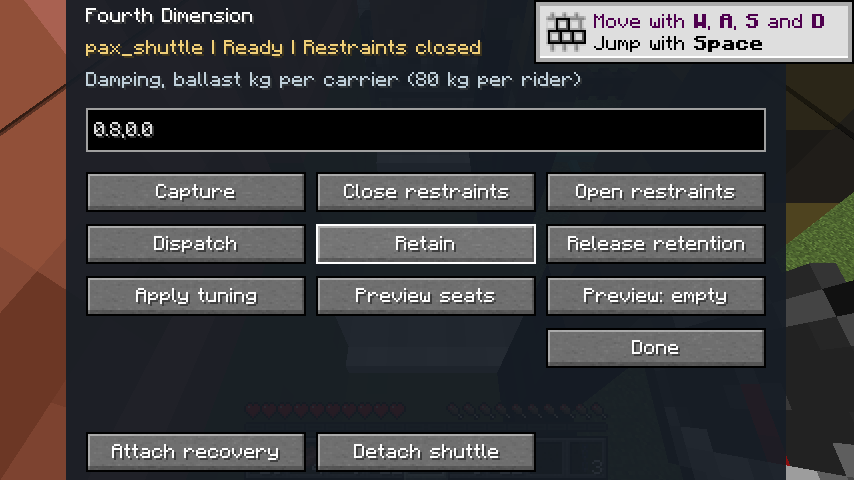 Fourth Dimension
pax_shuttle | Ready | Restraints closed
Damping, ballast kg per carrier (80 kg per rider)
0.8,0.0
Move with W, A, S and D
Jump with Space
Capture
Close restraints
Open restraints
Dispatch
Retain
Release retention
Apply tuning
Preview seats
Preview: empty
Done
Attach recovery
Detach shuttle
3